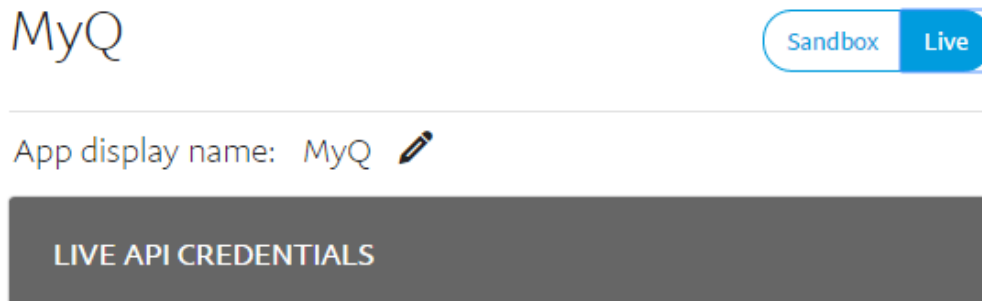 MyQ
Sandbox Live
App display name: MyQ
LIVE API CREDENTIALS